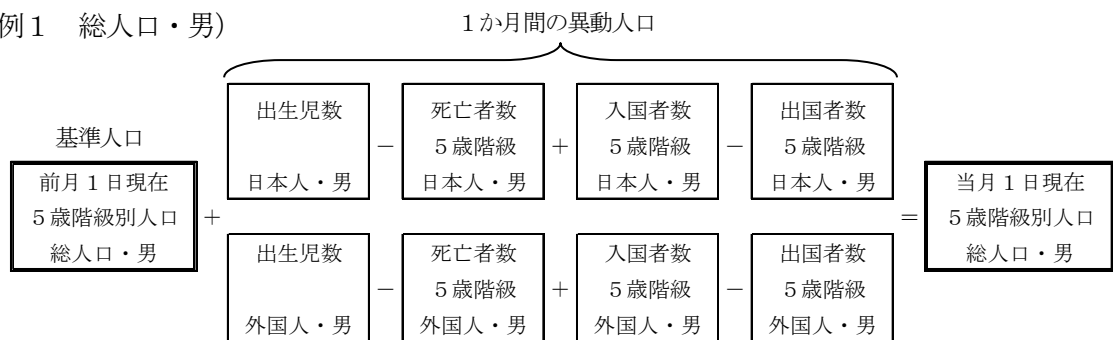 例１　総人口・男）
１か月間の異動人口
基準人口
前月１日現在
５歳階級別人口
総人口・男
＋
出生児数
日本人・男
－
死亡者数
５歳階級
日本人・男
＋
入国者数
５歳階級
日本人・男
－
出国者数
５歳階級
日本人・男
出生児数
外国人・男
－
死亡者数
５歳階級
外国人・男
＋
入国者数
５歳階級
外国人・男
－
出国者数
５歳階級
外国人・男
＝
当月１日現在
５歳階級別人口
総人口・男